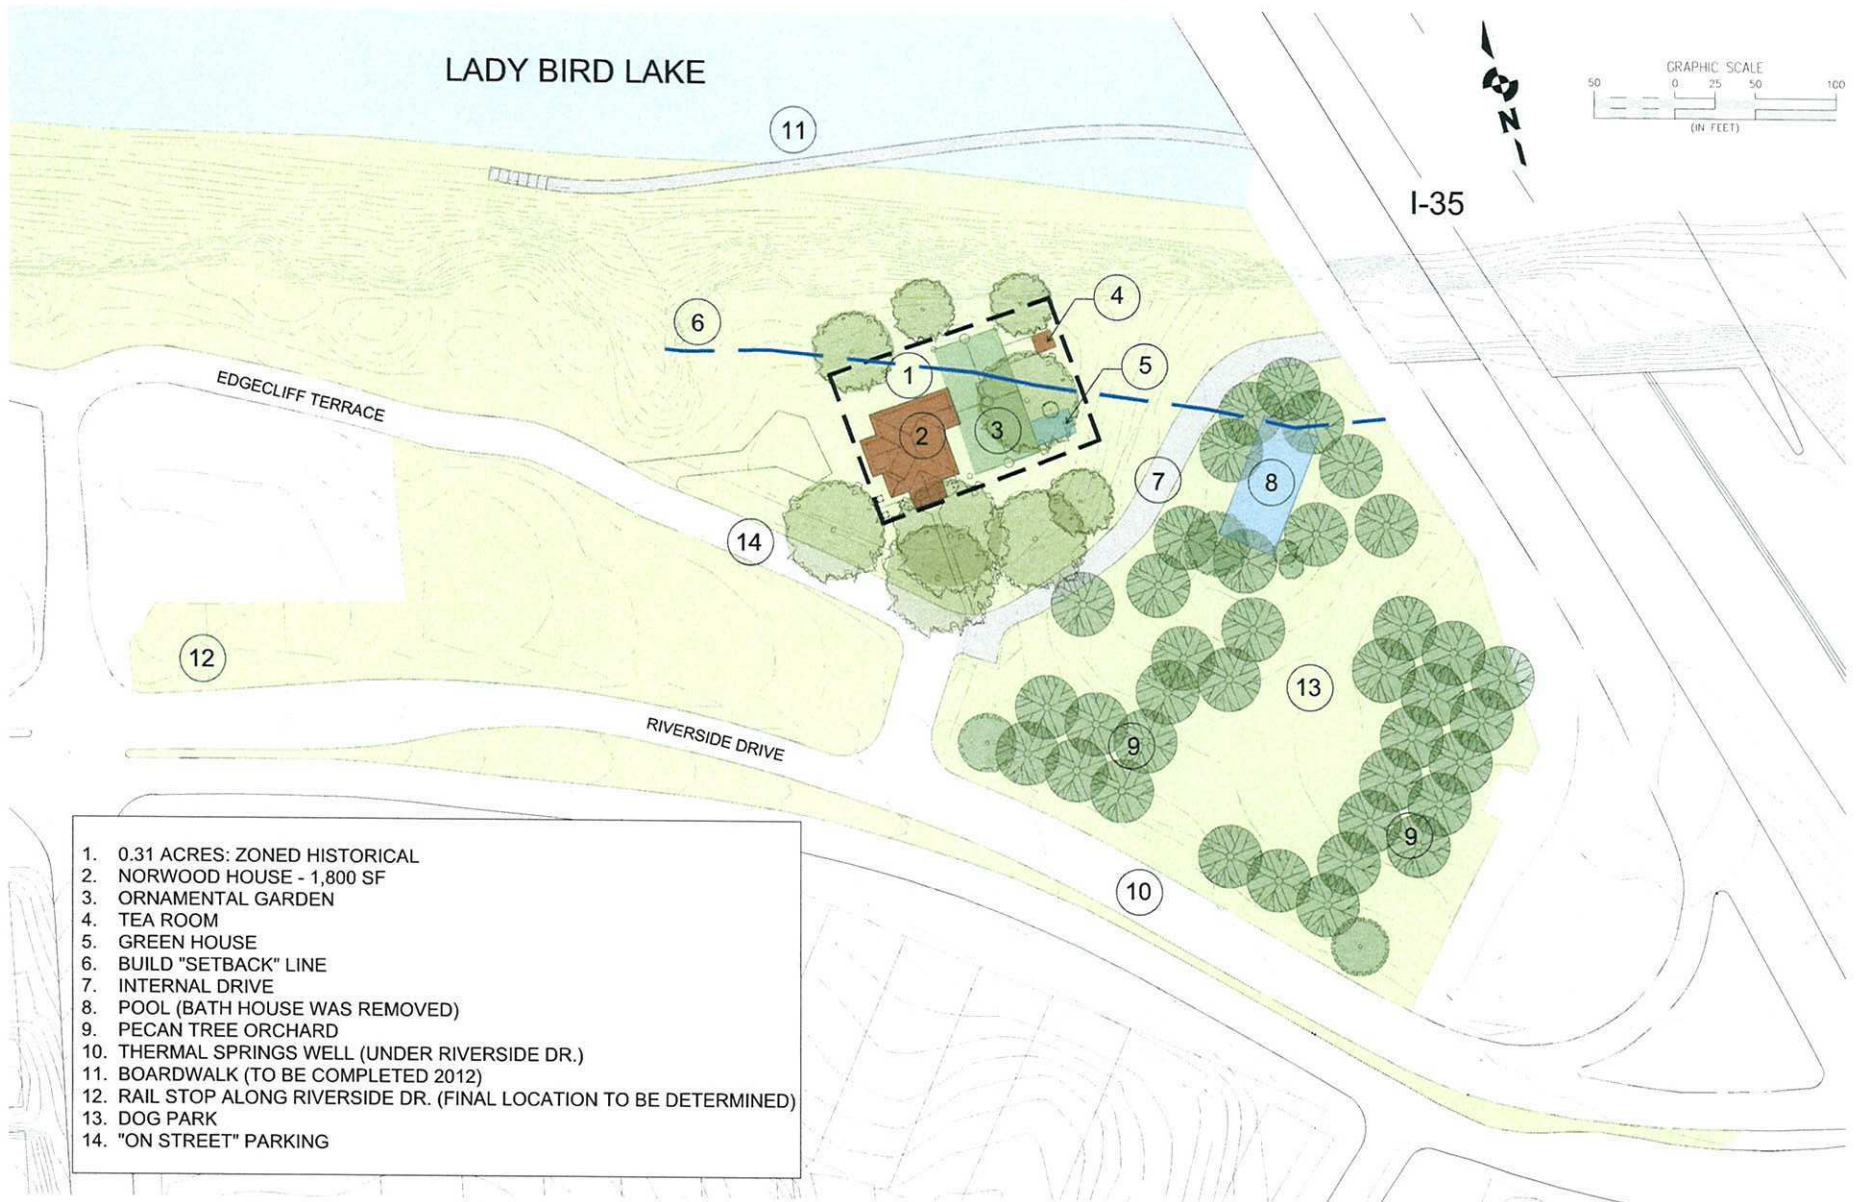 LADY BIRD LAKE
GRAPHIC SCALE
50 0 25 50 100
(IN FEET)
N
11
I-35
4
6
5
1
EDGECLIFF TERRACE
2
3
7
8
14
12
13
RIVERSIDE DRIVE
9
9
10
1. 0.31 ACRES: ZONED HISTORICAL
2. NORWOOD HOUSE - 1,800 SF
3. ORNAMENTAL GARDEN
4. TEA ROOM
5. GREEN HOUSE
6. BUILD "SETBACK" LINE
7. INTERNAL DRIVE
8. POOL (BATH HOUSE WAS REMOVED)
9. PECAN TREE ORCHARD
10. THERMAL SPRINGS WELL (UNDER RIVERSIDE DR.)
11. BOARDWALK (TO BE COMPLETED 2012)
12. RAIL STOP ALONG RIVERSIDE DR. (FINAL LOCATION TO BE DETERMINED)
13. DOG PARK
14. "ON STREET" PARKING